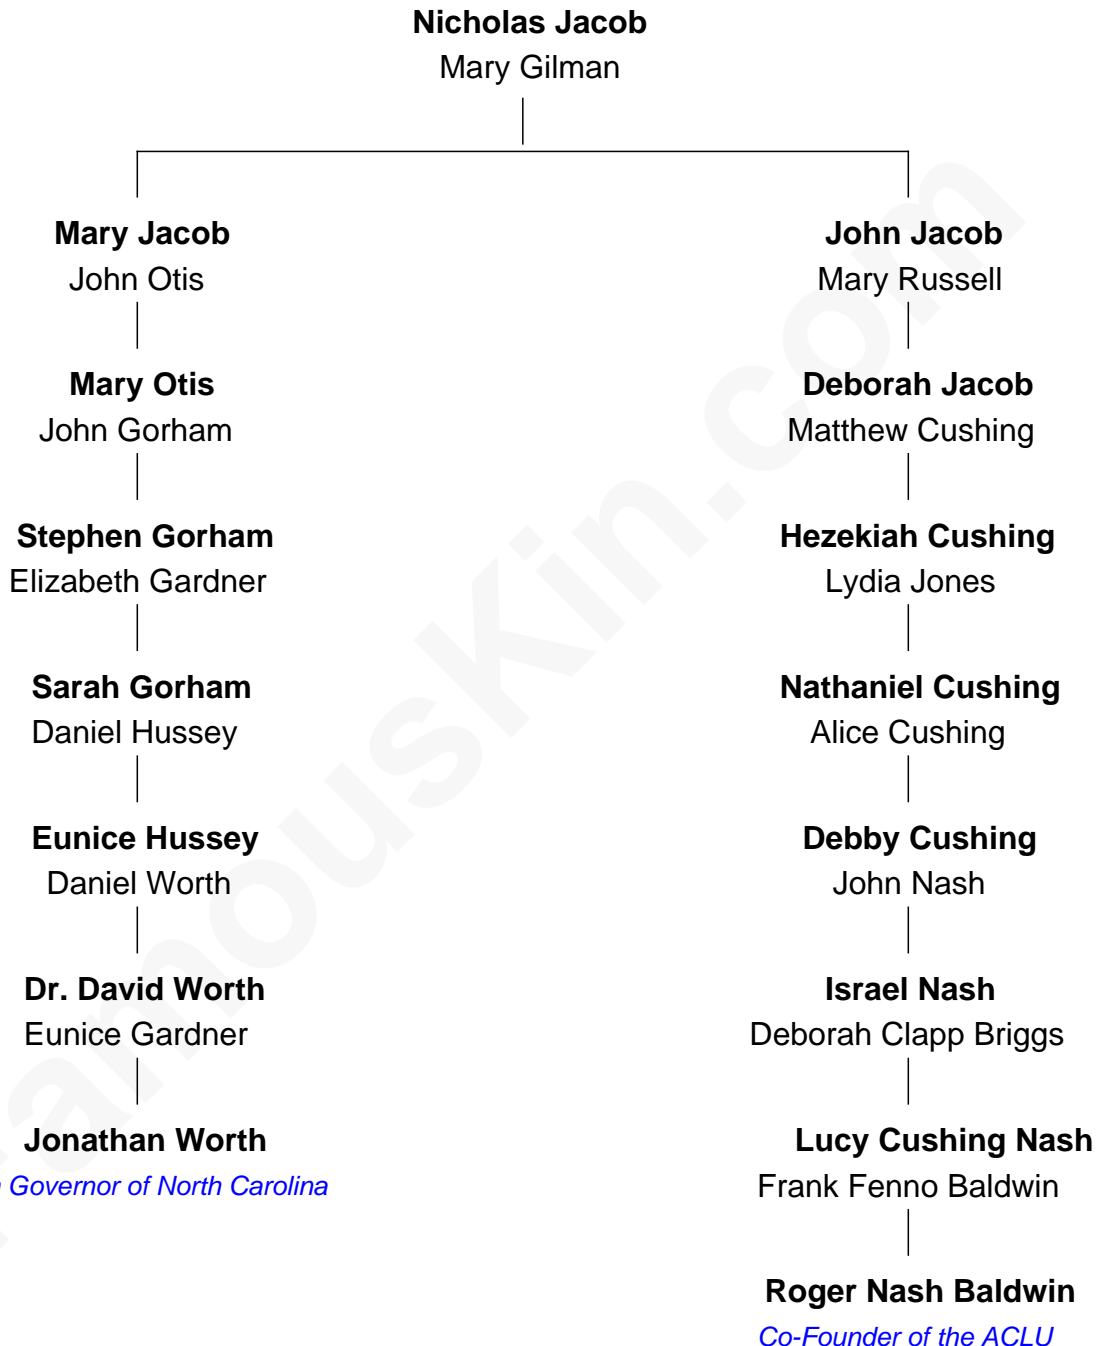 Nicholas Jacob
Mary Gilman
Mary Jacob
John Otis
Mary Otis
John Gorham
Stephen Gorham
Elizabeth Gardner
Sarah Gorham
Daniel Hussey
Eunice Hussey
Daniel Worth
Dr. David Worth
Eunice Gardner
Jonathan Worth
Governor of North Carolina
John Jacob
Mary Russell
Deborah Jacob
Matthew Cushing
Hezekiah Cushing
Lydia Jones
Nathaniel Cushing
Alice Cushing
Debby Cushing
John Nash
Israel Nash
Deborah Clapp Briggs
Lucy Cushing Nash
Frank Fenno Baldwin
Roger Nash Baldwin
Co-Founder of the ACLU
FamousKin.com